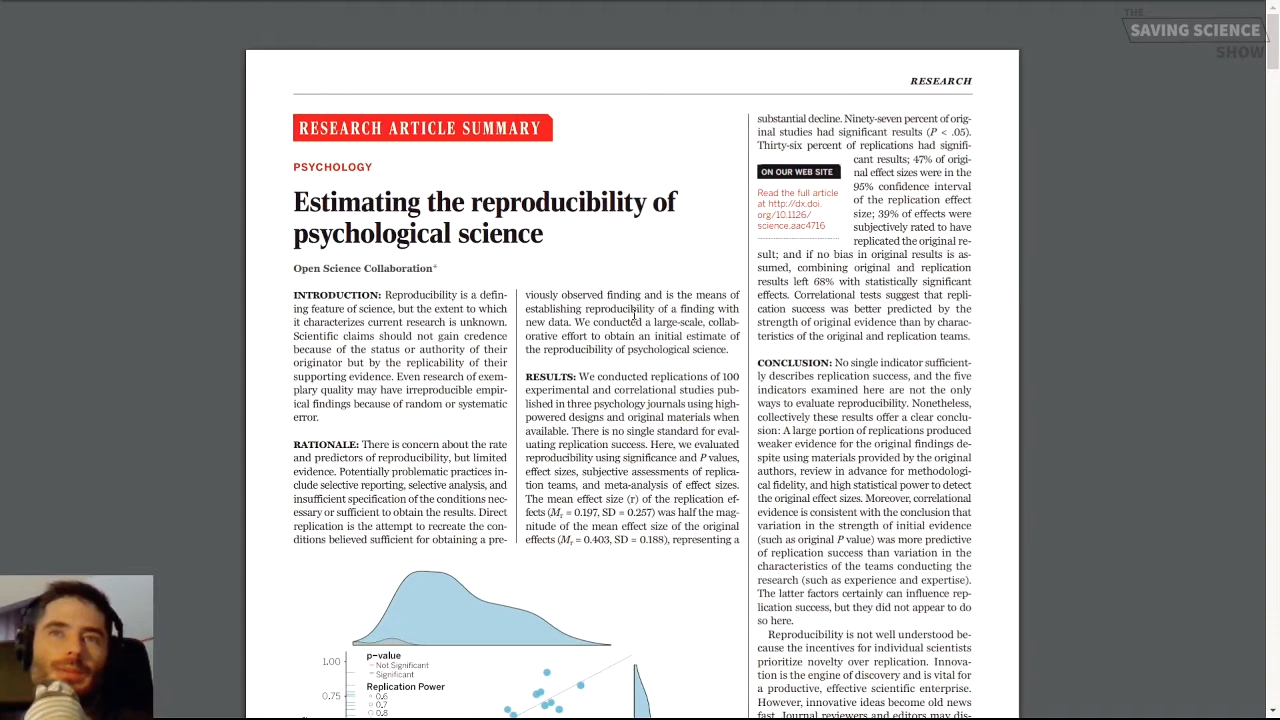 THE
SAVING SCIENCE
SHOW
RESEARCH
RESEARCH ARTICLE SUMMARY
PSYCHOLOGY
Estimating the reproducibility of
psychological science
Open Science Collaboration*
INTRODUCTION: Reproducibility is a defin-
ing feature of science, but the extent to which
it characterizes current research is unknown.
Scientific claims should not gain credence
because of the status or authority of their
originator but by the replicability of their
supporting evidence. Even research of exem-
plary quality may have irreproducible empir-
ical findings because of random or systematic
error.
RATIONALE: There is concern about the rate
and predictors of reproducibility, but limited
evidence. Potentially problematic practices in-
clude selective reporting, selective analysis, and
insufficient specification of the conditions nec-
essary or sufficient to obtain the results. Direct
replication is the attempt to recreate the con-
ditions believed sufficient for obtaining a pre-
viously observed finding and is the means of
establishing reproducibility of a finding with
new data. We conducted a large-scale, collab-
orative effort to obtain an initial estimate of
the reproducibility of psychological science.
RESULTS: We conducted replications of 100
experimental and correlational studies pub-
lished in three psychology journals using high-
powered designs and original materials when
available. There is no single standard for eval-
uating replication success. Here, we evaluated
reproducibility using significance and P values,
effect sizes, subjective assessments of replica-
tion teams, and meta-analysis of effect sizes.
The mean effect size (r) of the replication ef-
fects (Mr = 0.197, SD = 0.257) was half the mag-
nitude of the mean effect size of the original
effects (Mr = 0.403, SD = 0.188), representing a
substantial decline. Ninety-seven percent of orig-
inal studies had significant results (P < .05).
Thirty-six percent of replications had signifi-
cant results; 47% of origi-
nal effect sizes were in the
95% confidence interval
of the replication effect
size; 39% of effects were
subjectively rated to have
replicated the original re-
sult; and if no bias in original results is as-
sumed, combining original and replication
results left 68% with statistically significant
effects. Correlational tests suggest that repli-
cation success was better predicted by the
strength of original evidence than by charac-
teristics of the original and replication teams.
ON OUR WEB SITE
Read the full article
at http://dx.doi.
org/10.1126/
science.aac4716
CONCLUSION: No single indicator sufficient-
ly describes replication success, and the five
indicators examined here are not the only
ways to evaluate reproducibility. Nonetheless,
collectively these results offer a clear conclu-
sion: A large portion of replications produced
weaker evidence for the original findings de-
spite using materials provided by the original
authors, review in advance for methodologi-
cal fidelity, and high statistical power to detect
the original effect sizes. Moreover, correlational
evidence is consistent with the conclusion that
variation in the strength of initial evidence
(such as original P value) was more predictive
of replication success than variation in the
characteristics of the teams conducting the
research (such as experience and expertise).
The latter factors certainly can influence rep-
lication success, but they did not appear to do
so here.
Reproducibility is not well understood be-
cause the incentives for individual scientists
prioritize novelty over replication. Innova-
tion is the engine of discovery and is vital for
a productive, effective scientific enterprise.
However, innovative ideas become old news
fast. Journal reviewers and editors may dis-
p-value
Not Significant
Significant
Replication Power
0.6
0.7
0.8
1.00
0.75